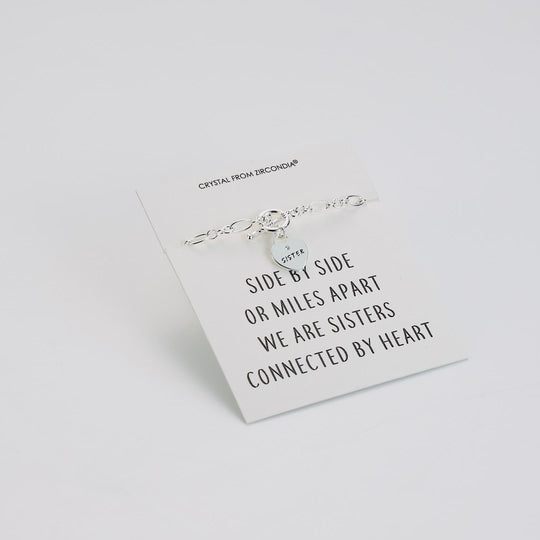 CRYSTAL FROM ZIRCONDIA®
SISTER
SIDE BY SIDE
OR MILES APART
WE ARE SISTERS
CONNECTED BY HEART